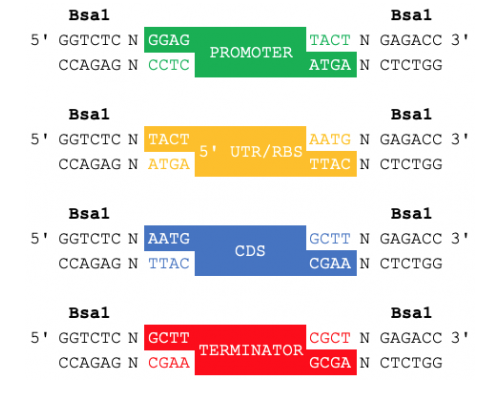 Bsa1 Bsa1
5' GGTCTC N GGAG TACT N GAGACC 3'
PROMOTER
CCAGAG N CCTC ATGA N CTCTGG
Bsa1 Bsa1
5' GGTCTC N TACT AATG N GAGACC 3'
5' UTR/RBS
CCAGAG N ATGA TTAC N CTCTGG
Bsa1 Bsa1
5' GGTCTC N AATG GCTT N GAGACC 3'
CDS
CCAGAG N TTAC CGAA N CTCTGG
Bsa1 Bsa1
5' GGTCTC N GCTT CGCT N GAGACC 3'
TERMINATOR
CCAGAG N CGAA GCGA N CTCTGG